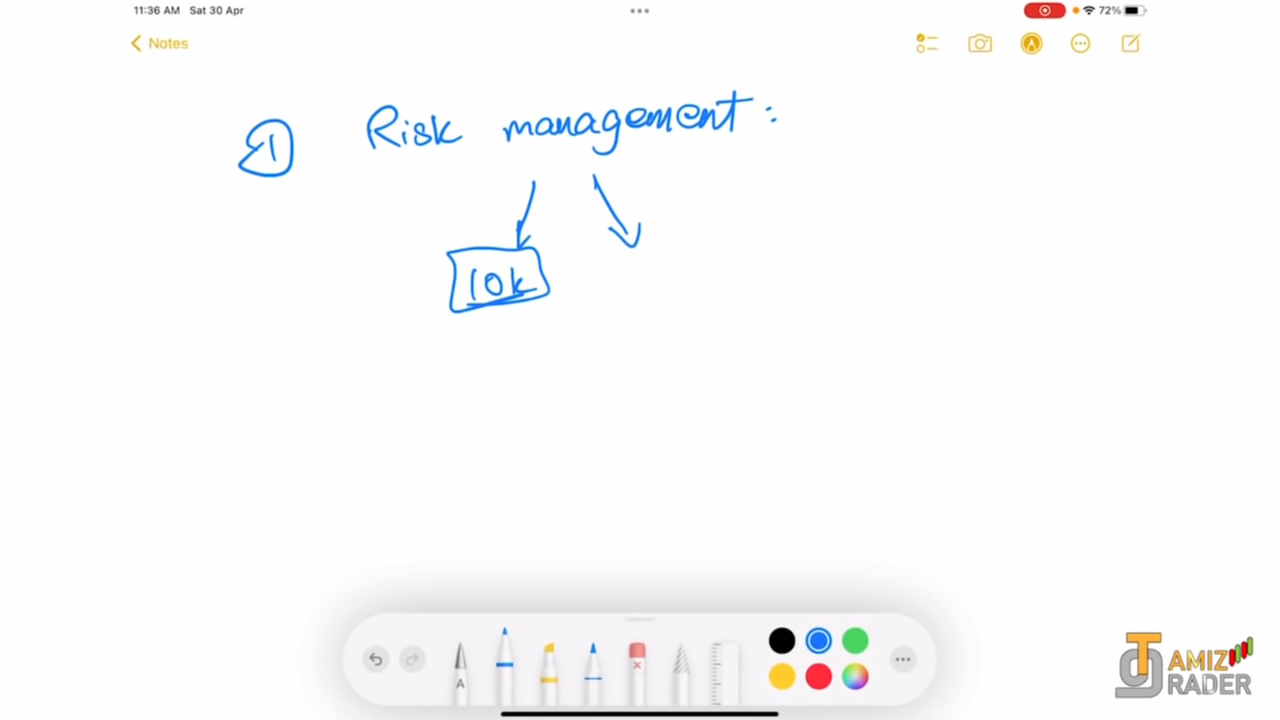 11:36 AM Sat 30 Apr
72%
Notes
1 Risk management:
10k
A
TAMIZ
TRADER